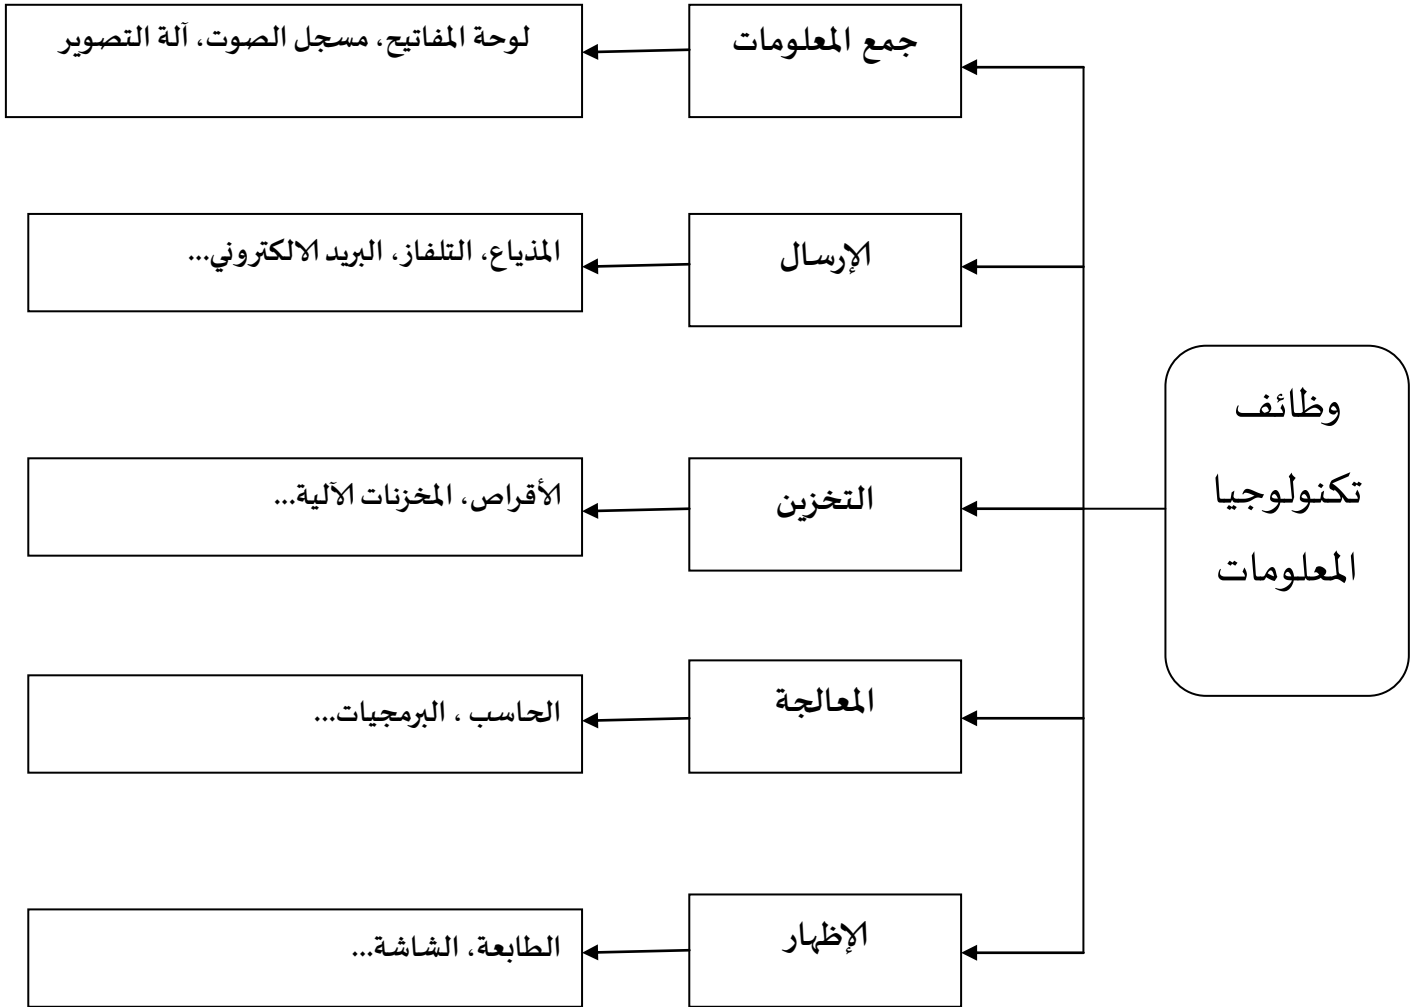 وظائف
تكنولوجيا
المعلومات
جمع المعلومات
لوحة المفاتيح، مسجل الصوت، آلة التصوير
الإرسال
المذياع، التلفاز، البريد الالكتروني...
التخزين
الأقراص، المخزنات الآلية...
المعالجة
الحاسب ، البرمجيات...
الإظهار
الطابعة، الشاشة...